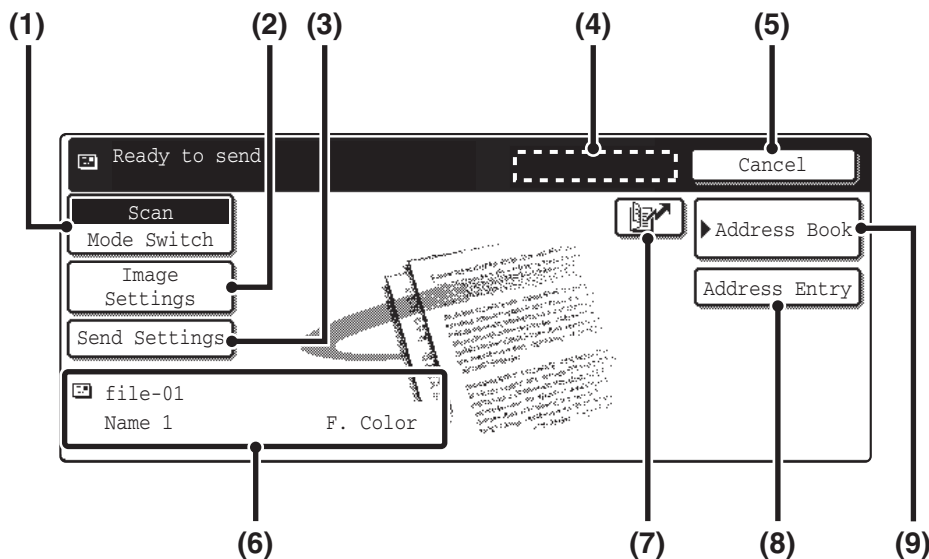 (1) (2) (3) (4) (5)
Ready to send
Cancel
Scan
Mode Switch
Address Book
Image
Settings
Address Entry
Send Settings
file-01
Name 1 F. Color
(6) (7) (8) (9)